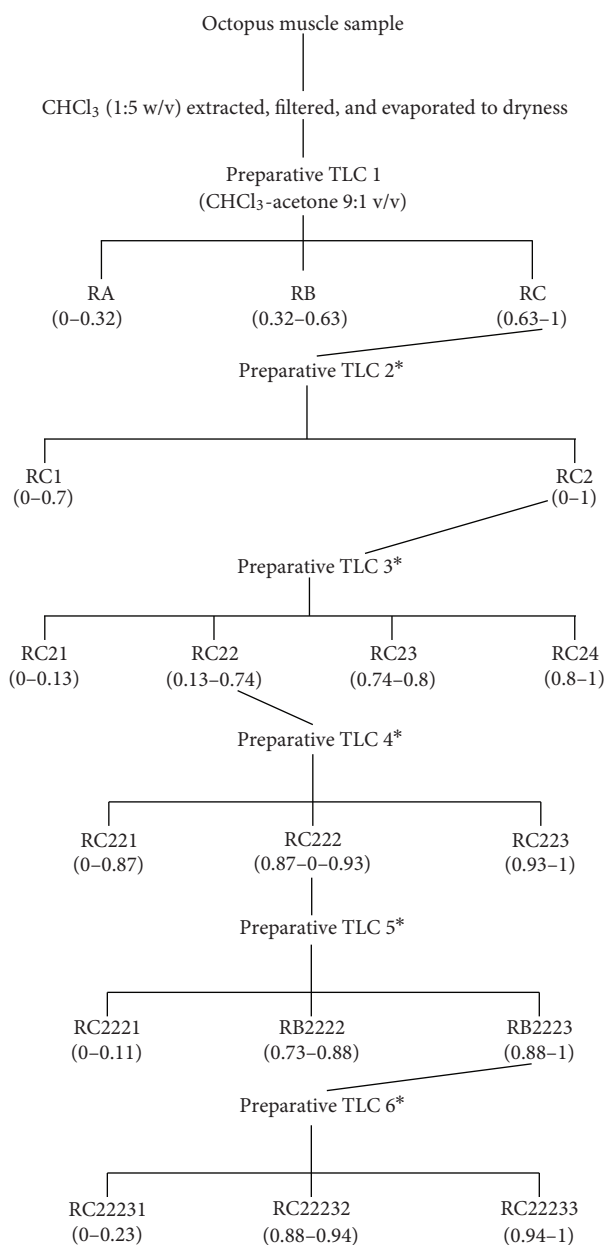 Octopus muscle sample
CHCl₃ (1:5 w/v) extracted, filtered, and evaporated to dryness
Preparative TLC 1
(CHCl₃-acetone 9:1 v/v)
RA RB RC
(0–0.32) (0.32–0.63) (0.63–1)
Preparative TLC 2*
RC1 RC2
(0–0.7) (0–1)
Preparative TLC 3*
RC21 RC22 RC23 RC24
(0–0.13) (0.13–0.74) (0.74–0.8) (0.8–1)
Preparative TLC 4*
RC221 RC222 RC223
(0–0.87) (0.87–0–0.93) (0.93–1)
Preparative TLC 5*
RC2221 RB2222 RB2223
(0–0.11) (0.73–0.88) (0.88–1)
Preparative TLC 6*
RC22231 RC22232 RC22233
(0–0.23) (0.88–0.94) (0.94–1)